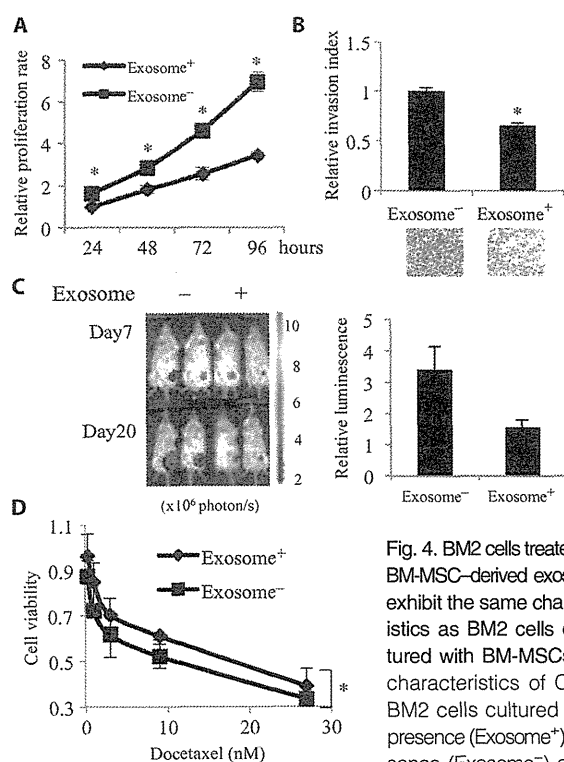 A
Relative proliferation rate
8
6
4
2
0
Exosome+
Exosome−
*
*
*
*
24 48 72 96 hours
B
Relative invasion index
1.5
1
0.5
0
*
Exosome− Exosome+
C
Exosome − +
Day7
Day20
10
8
6
4
2
(x10⁶ photon/s)
Relative luminescence
5
4
3
2
1
0
Exosome− Exosome+
D
Cell viability
1.1
0.9
0.7
0.5
0.3
Exosome+
Exosome−
*
0 10 20 30
Docetaxel (nM)
Fig. 4. BM2 cells treate
BM-MSC–derived exos
exhibit the same char
istics as BM2 cells c
tured with BM-MSCs
characteristics of C
BM2 cells cultured
presence (Exosome+)
sence (Exosome−) o